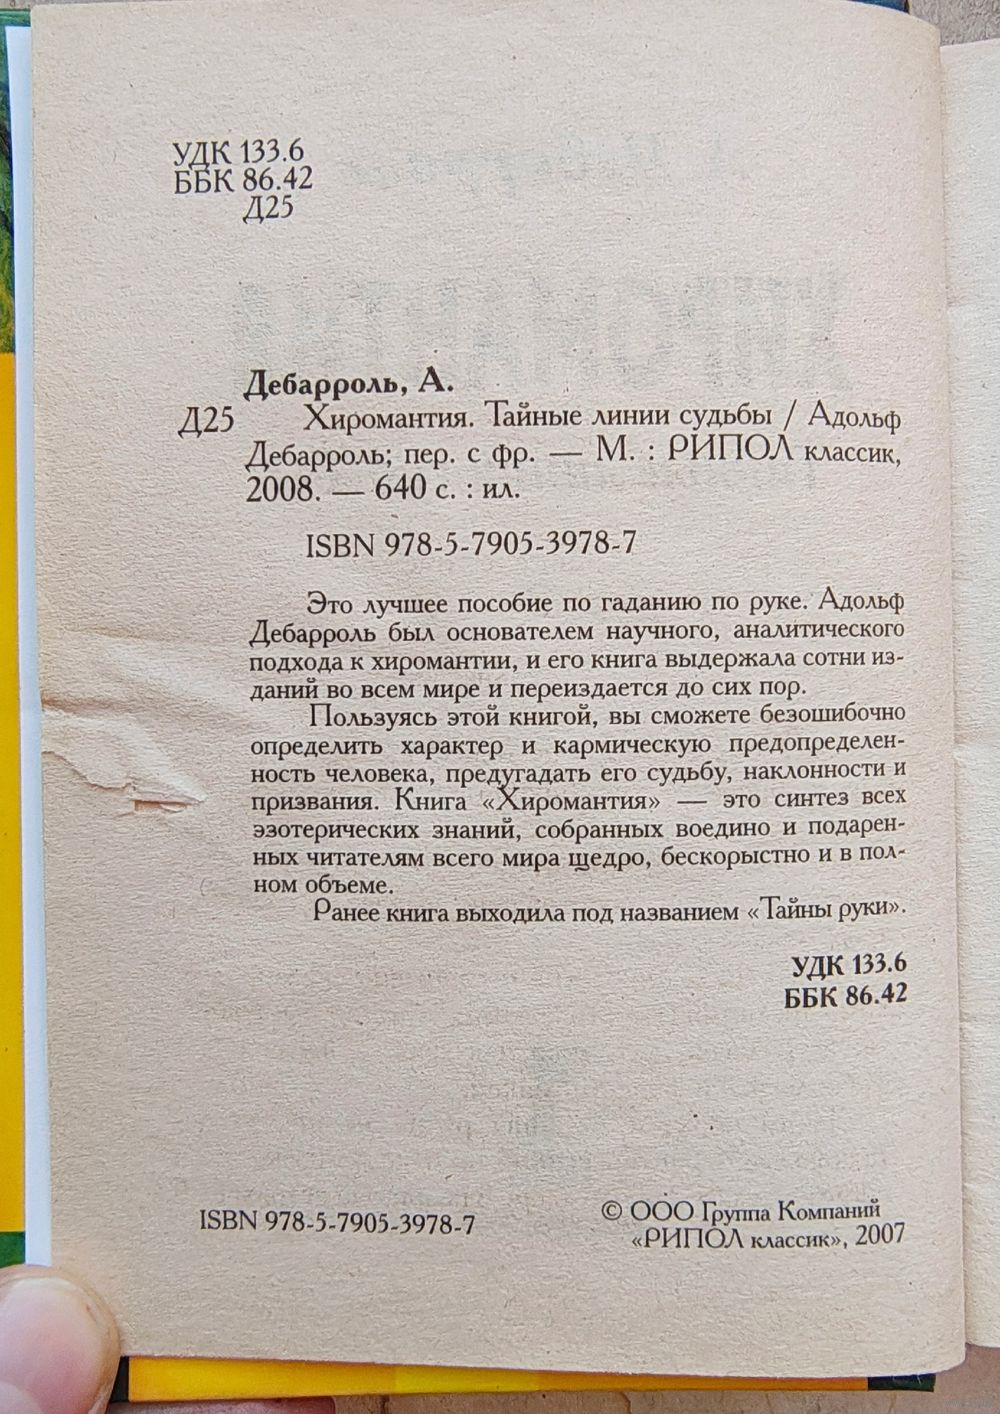 УДК 133.6
ББК 86.42
Д25
Дебарроль, А.
Д25 Хиромантия. Тайные линии судьбы / Адольф
Дебарроль; пер. с фр. — М. : РИПОЛ классик,
2008. — 640 с. : ил.
ISBN 978-5-7905-3978-7
Это лучшее пособие по гаданию по руке. Адольф
Дебарроль был основателем научного, аналитического
подхода к хиромантии, и его книга выдержала сотни из-
даний во всем мире и переиздается до сих пор.
Пользуясь этой книгой, вы сможете безошибочно
определить характер и кармическую предопределен-
ность человека, предугадать его судьбу, наклонности и
призвания. Книга «Хиромантия» — это синтез всех
эзотерических знаний, собранных воедино и подарен-
ных читателям всего мира щедро, бескорыстно и в пол-
ном объеме.
Ранее книга выходила под названием «Тайны руки».
УДК 133.6
ББК 86.42
ISBN 978-5-7905-3978-7
© ООО Группа Компаний
«РИПОЛ классик», 2007